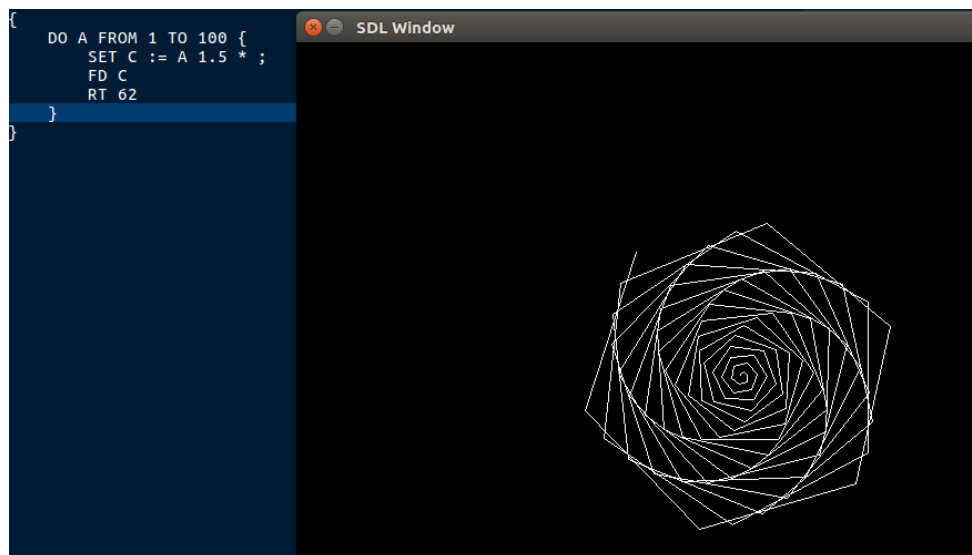 {
    DO A FROM 1 TO 100 {
        SET C := A 1.5 * ;
        FD C
        RT 62
    }
}
SDL Window